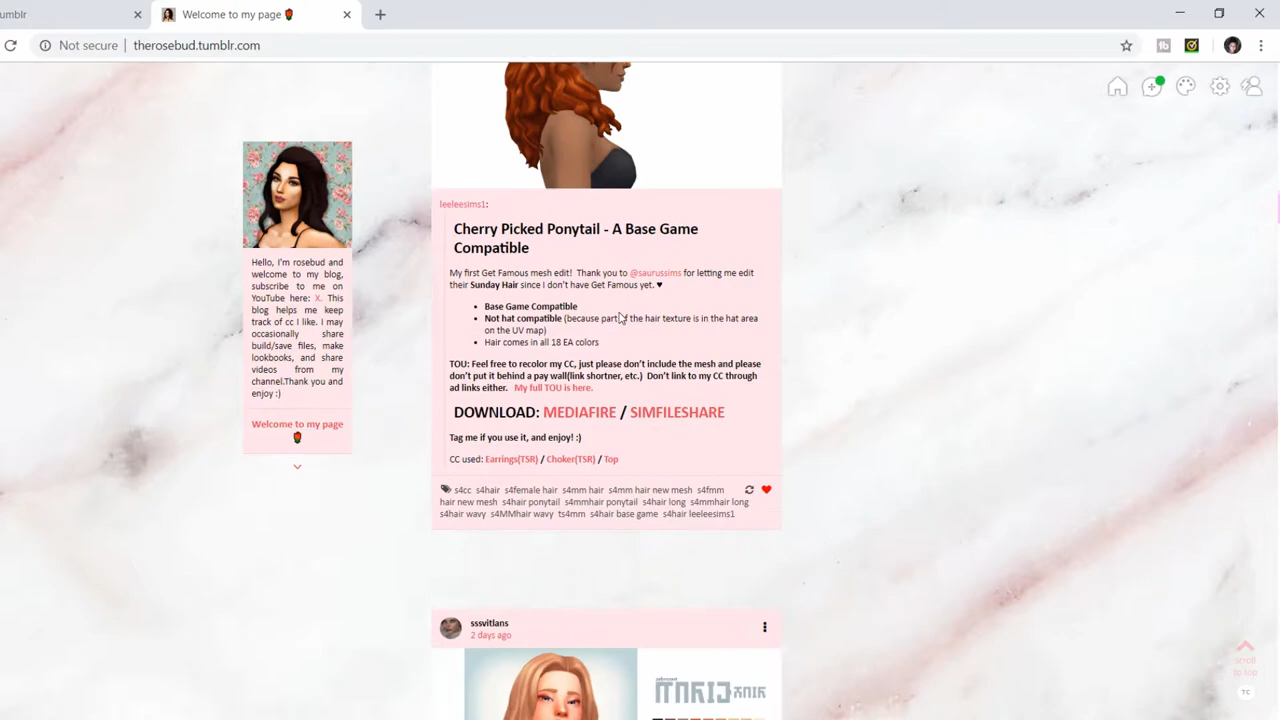 umblr
Welcome to my page
Not secure
therosebud.tumblr.com
Hello, I'm rosebud and
welcome to my blog,
subscribe to me on
YouTube here: X. This
blog helps me keep
track of cc I like. I may
occasionally share
build/save files, make
lookbooks, and share
videos from my
channel.Thank you and
enjoy :)
Welcome to my page
leeleesims1:
Cherry Picked Ponytail - A Base Game
Compatible
My first Get Famous mesh edit! Thank you to @saurussims for letting me edit
their Sunday Hair since I don't have Get Famous yet. ♥
• Base Game Compatible
• Not hat compatible (because part of the hair texture is in the hat area
on the UV map)
• Hair comes in all 18 EA colors
TOU: Feel free to recolor my CC, just please don't include the mesh and please
don't put it behind a pay wall(link shortner, etc.) Don't link to my CC through
ad links either. My full TOU is here.
DOWNLOAD: MEDIAFIRE / SIMFILESHARE
Tag me if you use it, and enjoy! :)
CC used: Earrings(TSR) / Choker(TSR) / Top
s4cc s4hair s4female hair s4mm hair s4mm hair new mesh s4fmm
hair new mesh s4hair ponytail s4mmhair ponytail s4hair long s4mmhair long
s4hair wavy s4MMhair wavy ts4mm s4hair base game s4hair leeleesims1
sssvitlans
2 days ago
scroll
to top
TC